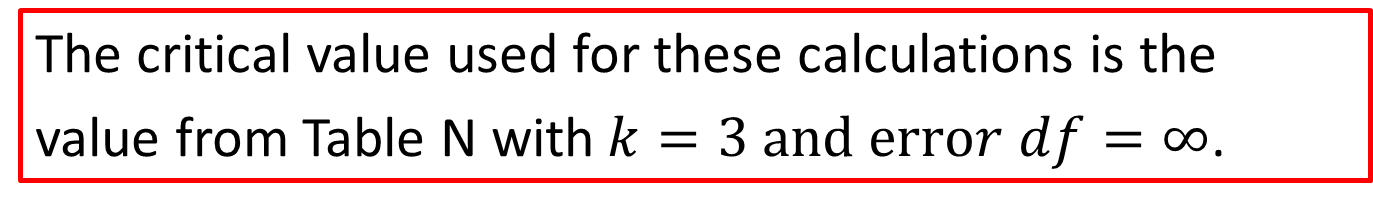 The critical value used for these calculations is the
value from Table N with k = 3 and error df = ∞.